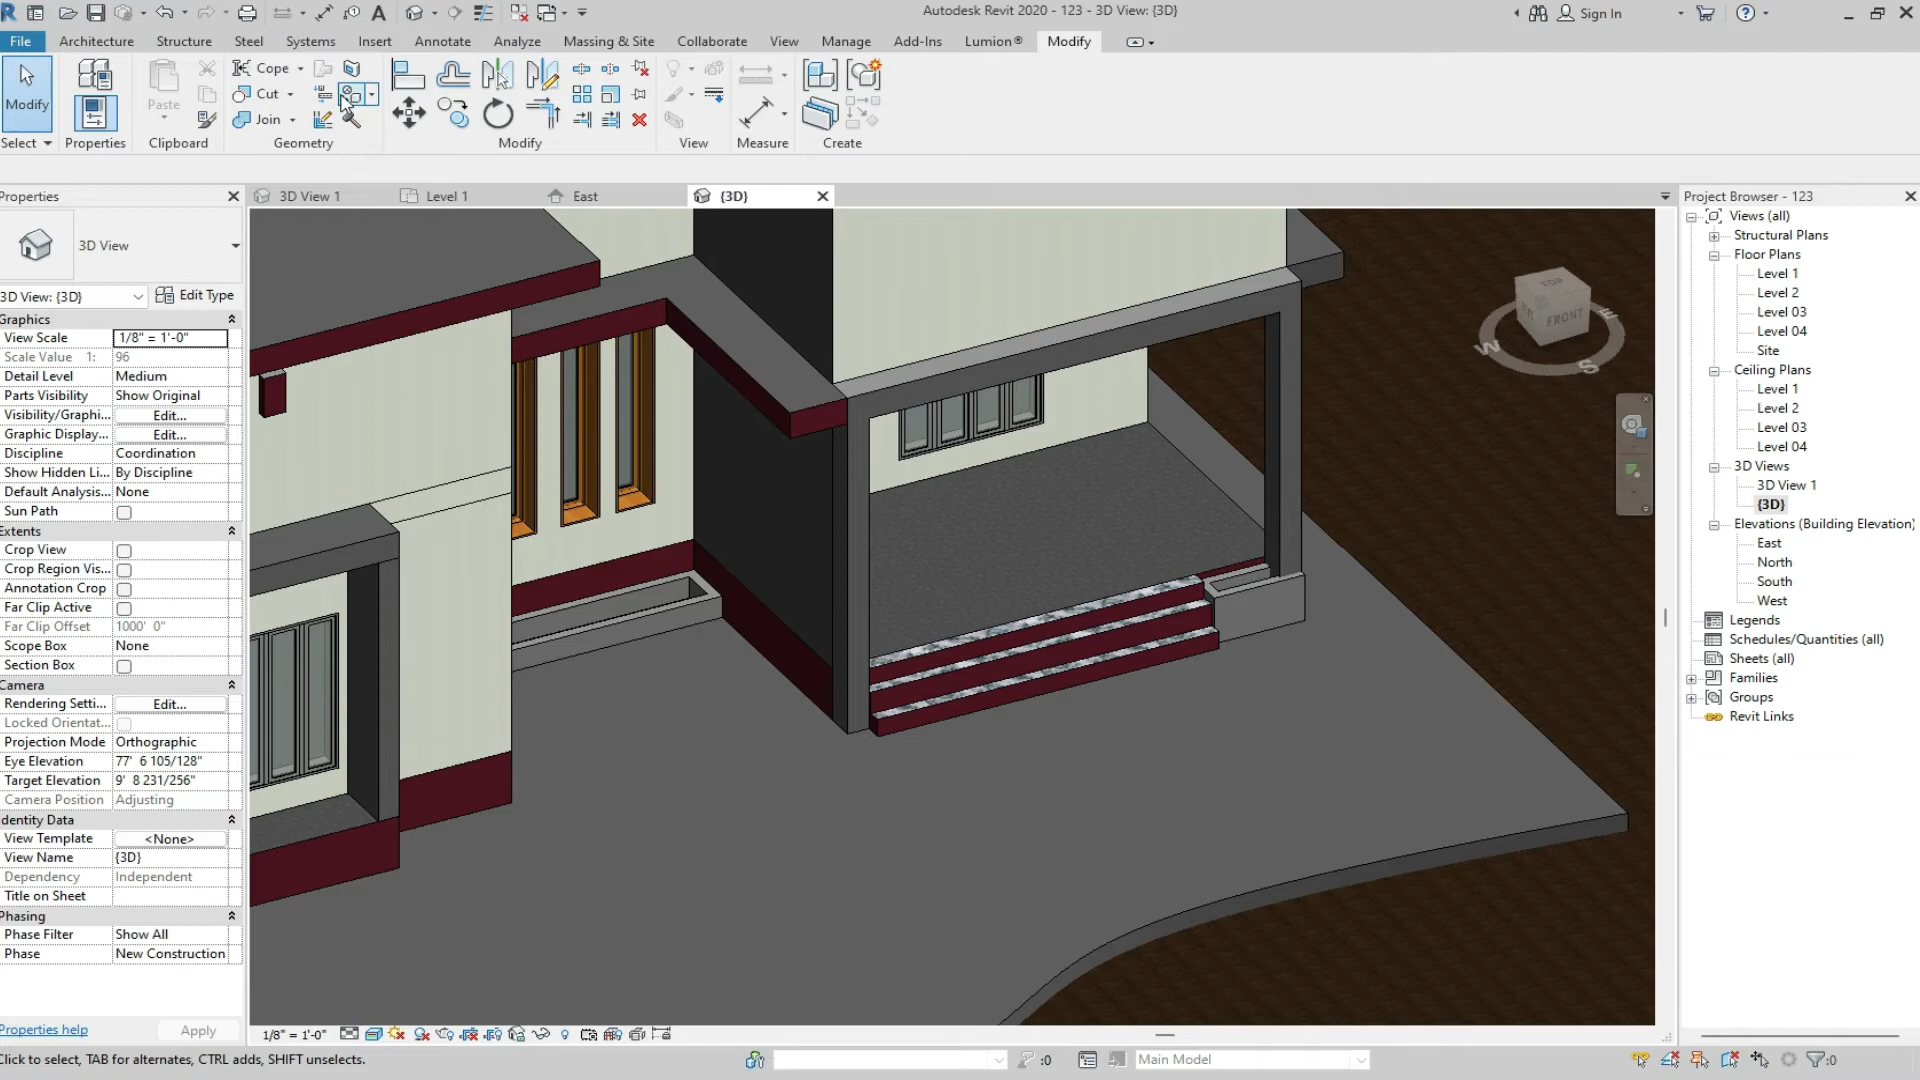 Autodesk Revit 2020 - 123 - 3D View: {3D}
Sign In
File
Architecture
Structure
Steel
Systems
Insert
Annotate
Analyze
Massing & Site
Collaborate
View
Manage
Add-Ins
Lumion®
Modify
Modify
Paste
Cope
Cut
Join
Select
Properties
Clipboard
Geometry
Modify
View
Measure
Create
Properties
3D View 1
Level 1
East
{3D}
Project Browser - 123
3D View
3D View: {3D}
Edit Type
Graphics
View Scale 1/8" = 1'-0"
Scale Value 1: 96
Detail Level Medium
Parts Visibility Show Original
Visibility/Graphi... Edit...
Graphic Display... Edit...
Discipline Coordination
Show Hidden Li... By Discipline
Default Analysis... None
Sun Path
Extents
Crop View
Crop Region Vis...
Annotation Crop
Far Clip Active
Far Clip Offset 1000' 0"
Scope Box None
Section Box
Camera
Rendering Setti... Edit...
Locked Orientat...
Projection Mode Orthographic
Eye Elevation 77' 6 105/128"
Target Elevation 9' 8 231/256"
Camera Position Adjusting
dentity Data
View Template <None>
View Name {3D}
Dependency Independent
Title on Sheet
Phasing
Phase Filter Show All
Phase New Construction
Properties help
Apply
TOP
FRONT
W
S
E
Views (all)
Structural Plans
Floor Plans
Level 1
Level 2
Level 03
Level 04
Site
Ceiling Plans
Level 1
Level 2
Level 03
Level 04
3D Views
3D View 1
{3D}
Elevations (Building Elevation)
East
North
South
West
Legends
Schedules/Quantities (all)
Sheets (all)
Families
Groups
Revit Links
1/8" = 1'-0"
Click to select, TAB for alternates, CTRL adds, SHIFT unselects.
:0
Main Model
:0